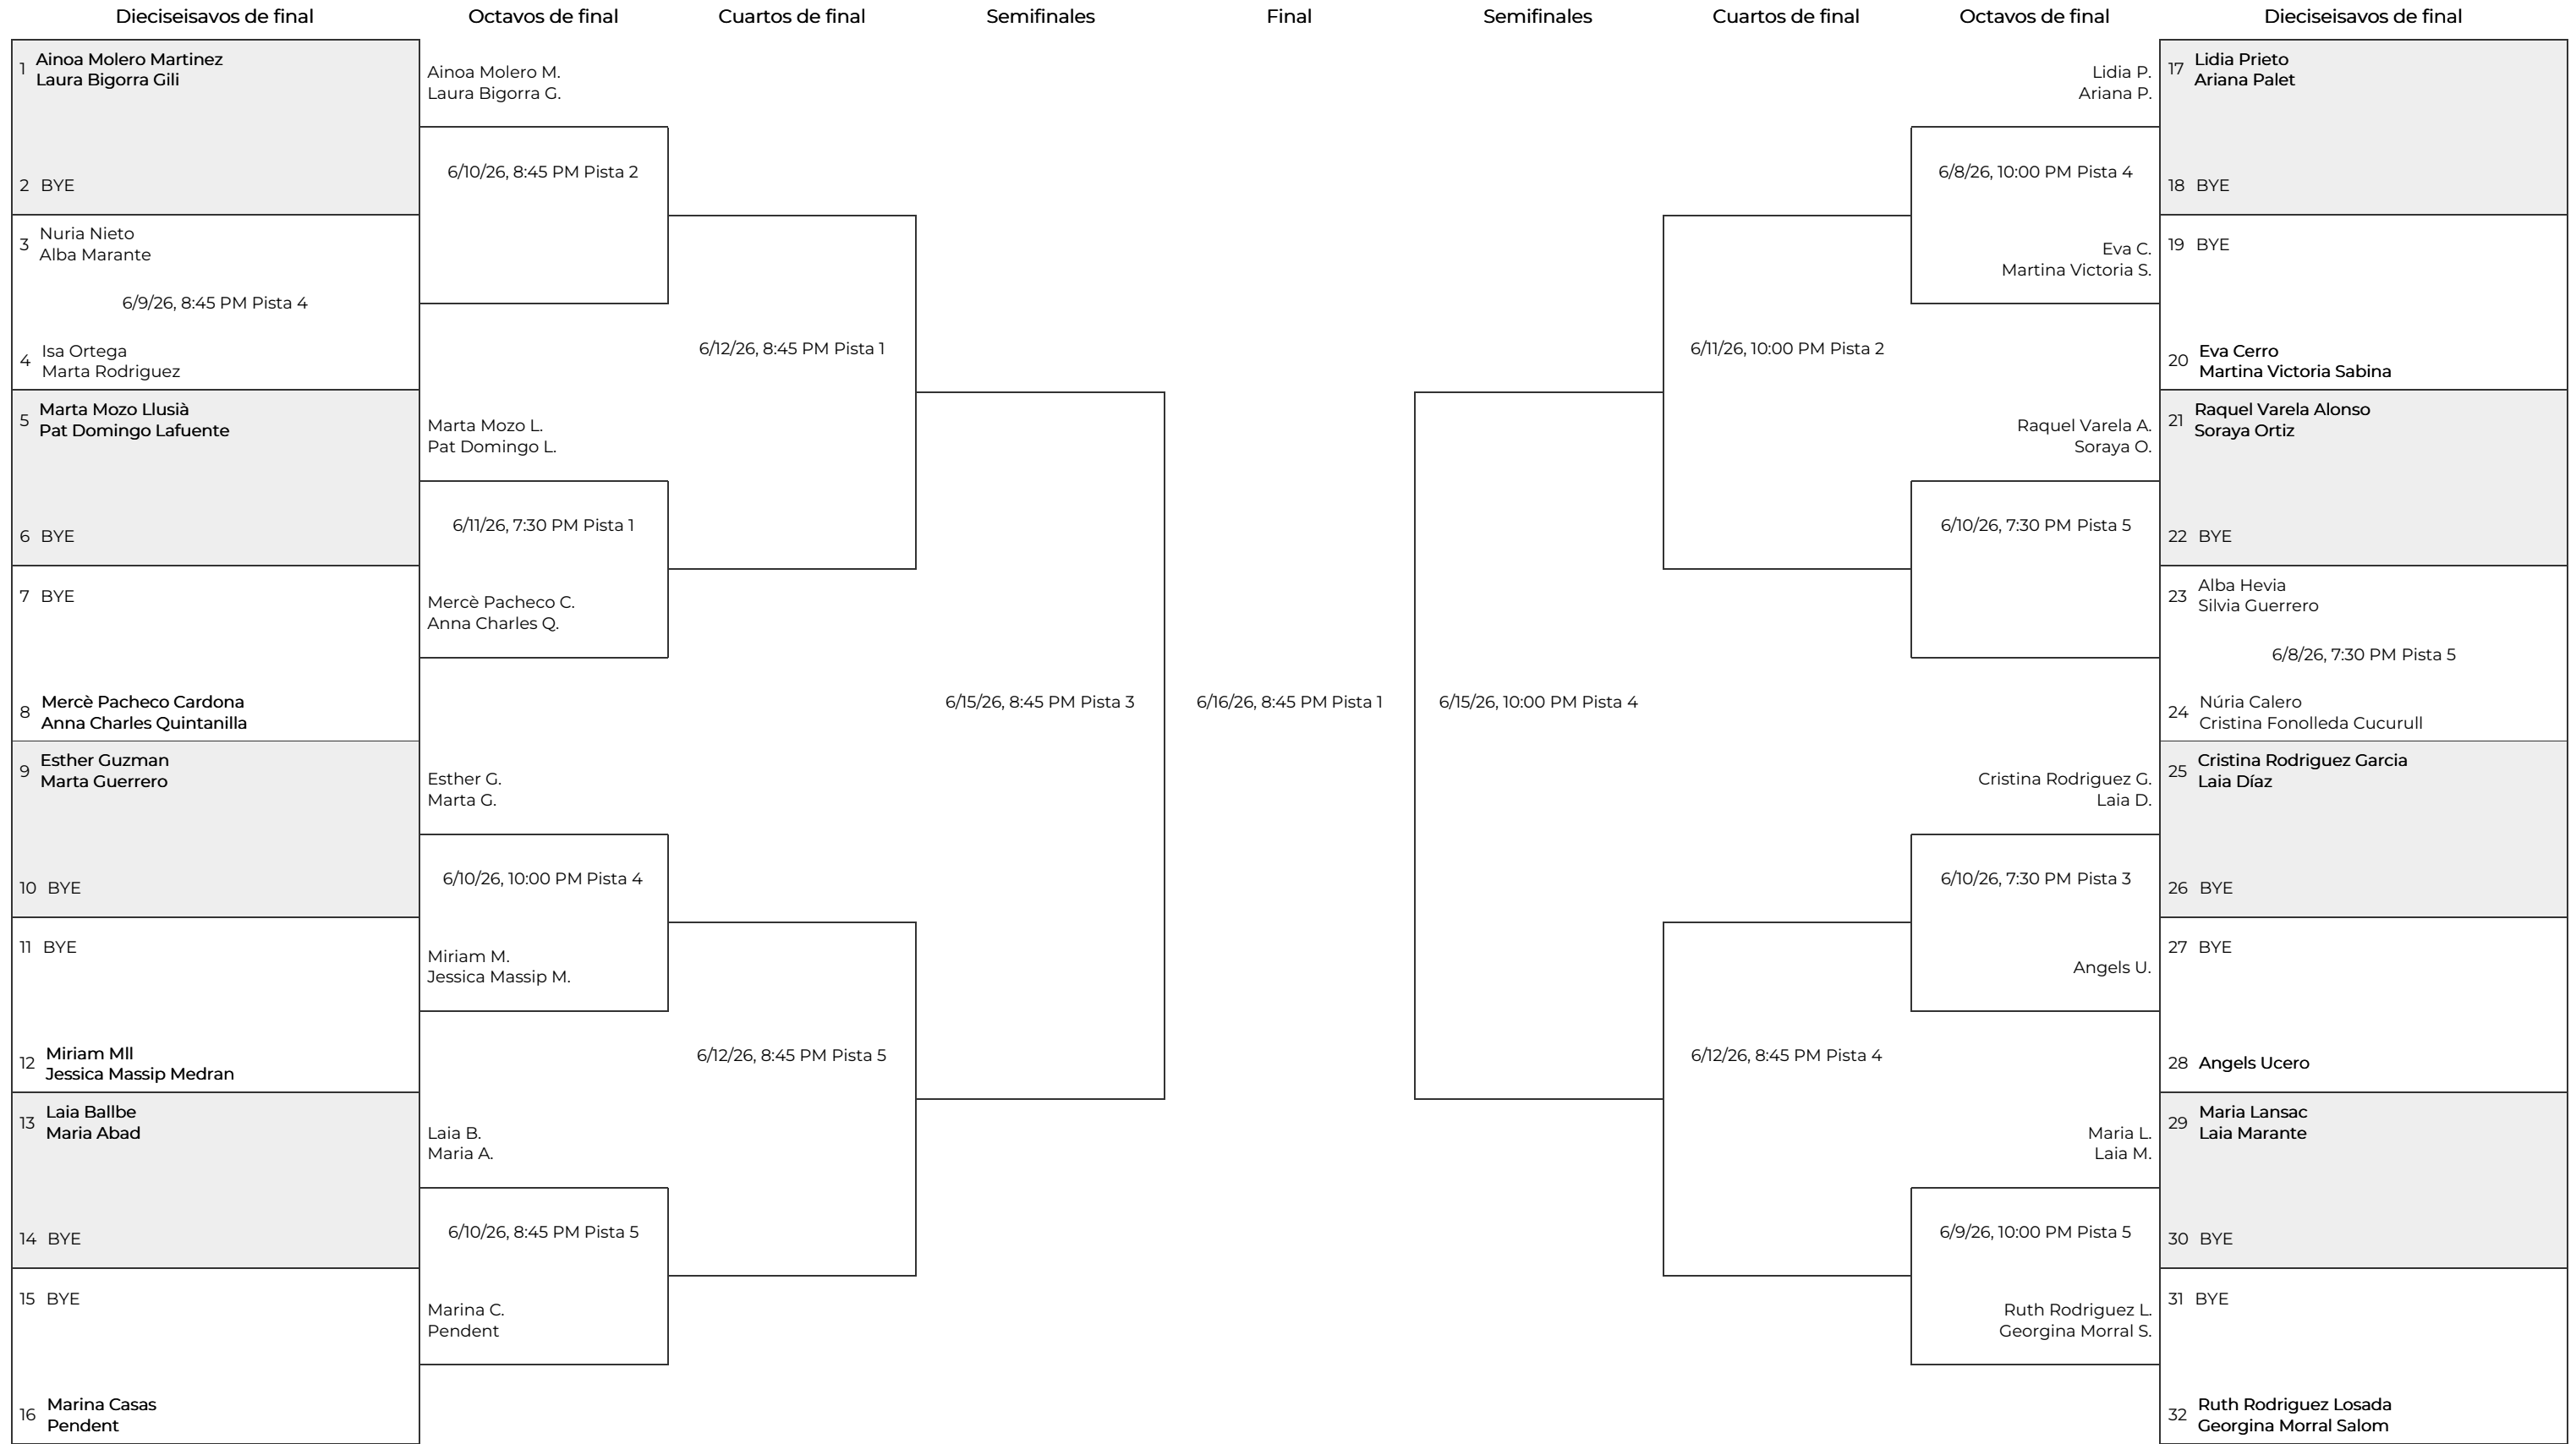 Dieciseisavos de final
Octavos de final
Cuartos de final
Semifinales
Final
Semifinales
Cuartos de final
Octavos de final
Dieciseisavos de final
1 Ainoa Molero Martinez
Laura Bigorra Gili
2 BYE
3 Nuria Nieto
Alba Marante
6/9/26, 8:45 PM Pista 4
4 Isa Ortega
Marta Rodriguez
5 Marta Mozo Llusià
Pat Domingo Lafuente
6 BYE
7 BYE
8 Mercè Pacheco Cardona
Anna Charles Quintanilla
9 Esther Guzman
Marta Guerrero
10 BYE
11 BYE
12 Miriam Mll
Jessica Massip Medran
13 Laia Ballbe
Maria Abad
14 BYE
15 BYE
16 Marina Casas
Pendent
Ainoa Molero M.
Laura Bigorra G.
6/10/26, 8:45 PM Pista 2
Marta Mozo L.
Pat Domingo L.
6/11/26, 7:30 PM Pista 1
Mercè Pacheco C.
Anna Charles Q.
Esther G.
Marta G.
6/10/26, 10:00 PM Pista 4
Miriam M.
Jessica Massip M.
Laia B.
Maria A.
6/10/26, 8:45 PM Pista 5
Marina C.
Pendent
6/12/26, 8:45 PM Pista 1
6/12/26, 8:45 PM Pista 5
6/15/26, 8:45 PM Pista 3
6/16/26, 8:45 PM Pista 1
6/15/26, 10:00 PM Pista 4
6/11/26, 10:00 PM Pista 2
6/12/26, 8:45 PM Pista 4
Lidia P.
Ariana P.
6/8/26, 10:00 PM Pista 4
Eva C.
Martina Victoria S.
Raquel Varela A.
Soraya O.
6/10/26, 7:30 PM Pista 5
Cristina Rodriguez G.
Laia D.
6/10/26, 7:30 PM Pista 3
Angels U.
Maria L.
Laia M.
6/9/26, 10:00 PM Pista 5
Ruth Rodriguez L.
Georgina Morral S.
17 Lidia Prieto
Ariana Palet
18 BYE
19 BYE
20 Eva Cerro
Martina Victoria Sabina
21 Raquel Varela Alonso
Soraya Ortiz
22 BYE
23 Alba Hevia
Silvia Guerrero
6/8/26, 7:30 PM Pista 5
24 Núria Calero
Cristina Fonolleda Cucurull
25 Cristina Rodriguez Garcia
Laia Díaz
26 BYE
27 BYE
28 Angels Ucero
29 Maria Lansac
Laia Marante
30 BYE
31 BYE
32 Ruth Rodriguez Losada
Georgina Morral Salom